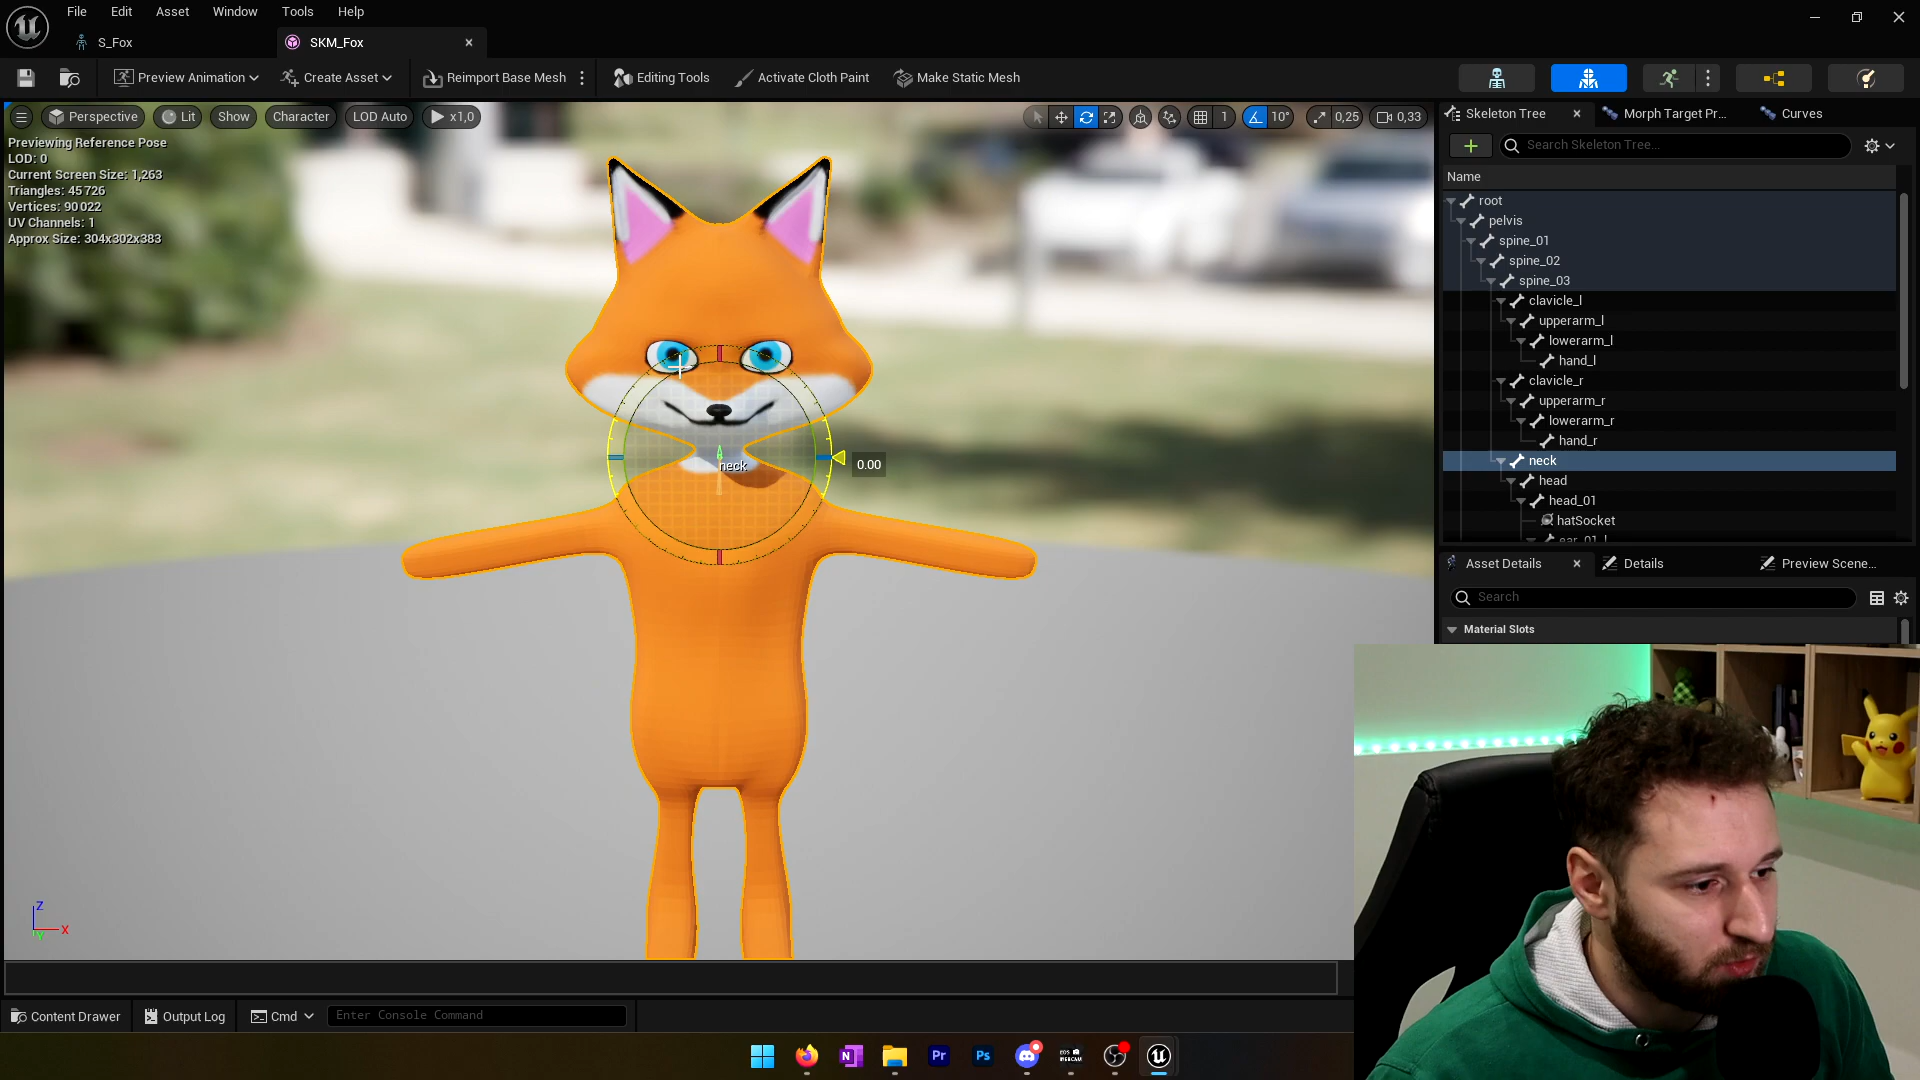 File Edit Asset Window Tools Help
S_Fox
SKM_Fox
Preview Animation
Create Asset
Reimport Base Mesh
Editing Tools
Activate Cloth Paint
Make Static Mesh
Perspective
Lit
Show
Character
LOD Auto
x1,0
1
10°
0,25
0,33
Previewing Reference Pose
LOD: 0
Current Screen Size: 1,263
Triangles: 45 726
Vertices: 90 022
UV Channels: 1
Approx Size: 304x302x383
neck
0.00
Z
X
Y
Skeleton Tree
Morph Target Pr...
Curves
Search Skeleton Tree...
Name
root
pelvis
spine_01
spine_02
spine_03
clavicle_l
upperarm_l
lowerarm_l
hand_l
clavicle_r
upperarm_r
lowerarm_r
hand_r
neck
head
head_01
hatSocket
ear_01_l
Asset Details
Details
Preview Scene...
Search
Material Slots
Content Drawer
Output Log
Cmd
Enter Console Command
N
Pr
Ps
EOS
WEBCAM